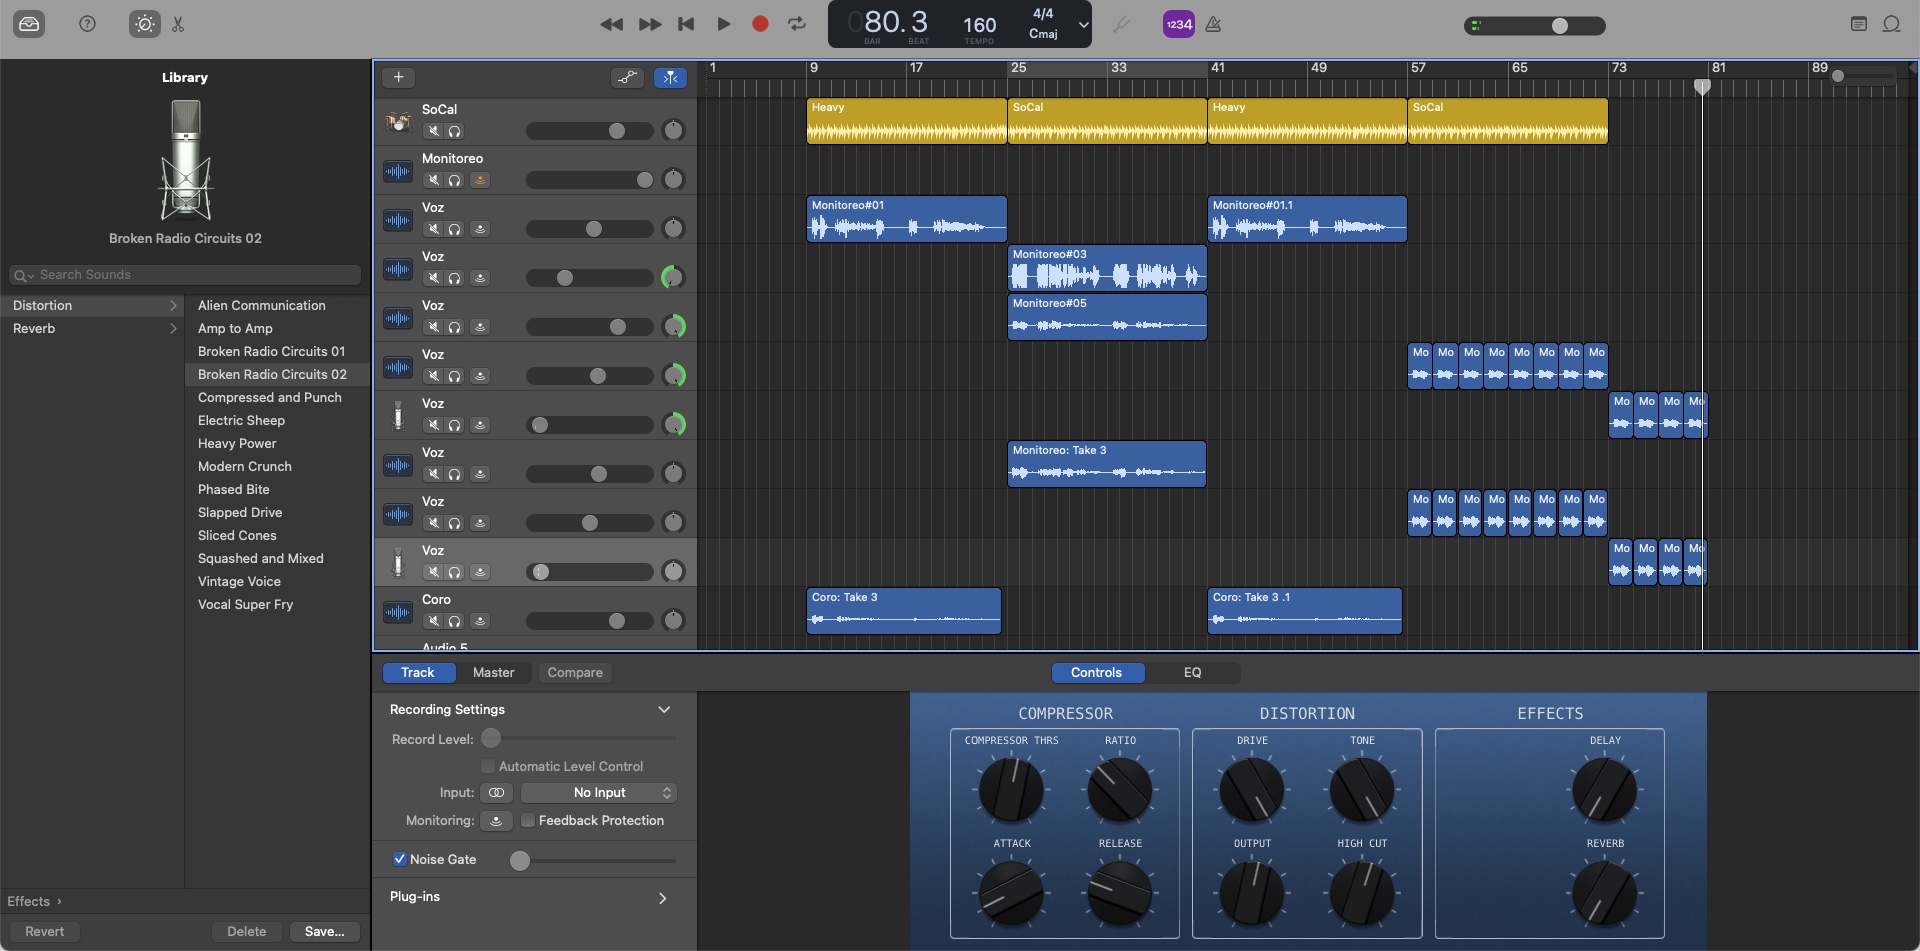 1234
080.3
BAR
BEAT
160
TEMPO
4/4
Cmaj
Library
Broken Radio Circuits 02
Search Sounds
Distortion
Reverb
Alien Communication
Amp to Amp
Broken Radio Circuits 01
Broken Radio Circuits 02
Compressed and Punch
Electric Sheep
Heavy Power
Modern Crunch
Phased Bite
Slapped Drive
Sliced Cones
Squashed and Mixed
Vintage Voice
Vocal Super Fry
Effects ›
Revert
Delete
Save...
1 9 17 25 33 41 49 57 65 73 81 89
SoCal
Heavy SoCal Heavy SoCal
Monitoreo
Voz
Monitoreo#01 Monitoreo#01.1
Voz
Monitoreo#03
Voz
Monitoreo#05
Voz
Mo Mo Mo Mo Mo Mo Mo Mo
Voz
Mo Mo Mo Mo
Voz
Monitoreo: Take 3
Voz
Mo Mo Mo Mo Mo Mo Mo Mo
Voz
Mo Mo Mo Mo
Coro
Coro: Take 3 Coro: Take 3 .1
Audio 5
Track Master Compare
Controls EQ
Recording Settings
Record Level:
Automatic Level Control
Input: No Input
Monitoring: Feedback Protection
Noise Gate
Plug-ins
COMPRESSOR
COMPRESSOR THRS RATIO
ATTACK RELEASE
DISTORTION
DRIVE TONE
OUTPUT HIGH CUT
EFFECTS
DELAY
REVERB